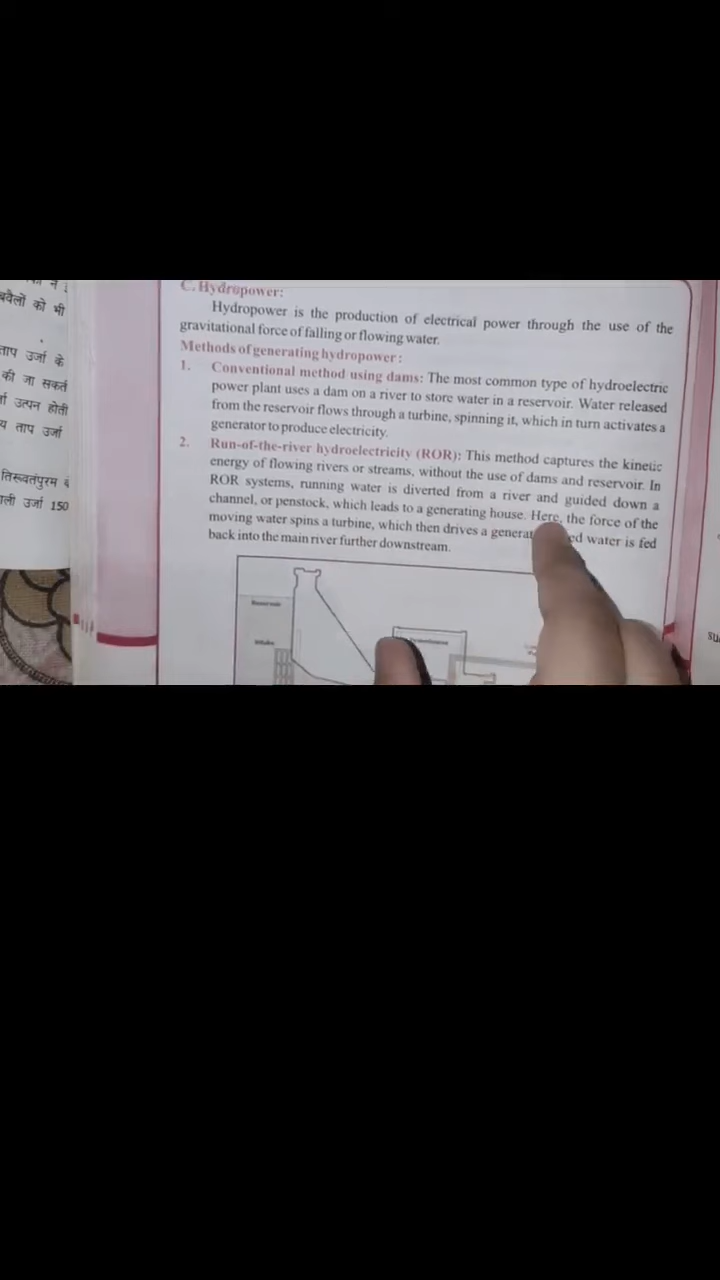 बवैलों को भी
ताप उर्जा के
की जा सकतं
उत्पन होती
य ताप उर्जा
तिरूवतंपुरम
ाली उर्जा 150
C. Hydropower:
Hydropower is the production of electrical power through the use of the
gravitational force of falling or flowing water.
Methods of generating hydropower :
1. Conventional method using dams: The most common type of hydroelectric
power plant uses a dam on a river to store water in a reservoir. Water released
from the reservoir flows through a turbine, spinning it, which in turn activates a
generator to produce electricity.
2. Run-of-the-river hydroelectricity (ROR): This method captures the kinetic
energy of flowing rivers or streams, without the use of dams and reservoir. In
ROR systems, running water is diverted from a river and guided down a
channel, or penstock, which leads to a generating house. Here, the force of the
moving water spins a turbine, which then drives a generat ed water is fed
back into the main river further downstream.
Reservoir
Intake
Powerhouse